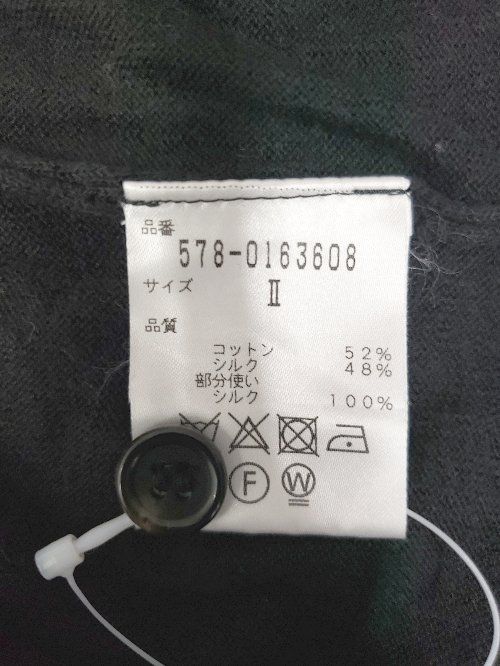 品番
578-0163608
サイズ II
品質
コットン 52%
シルク 48%
部分使い
シルク 100%
F W